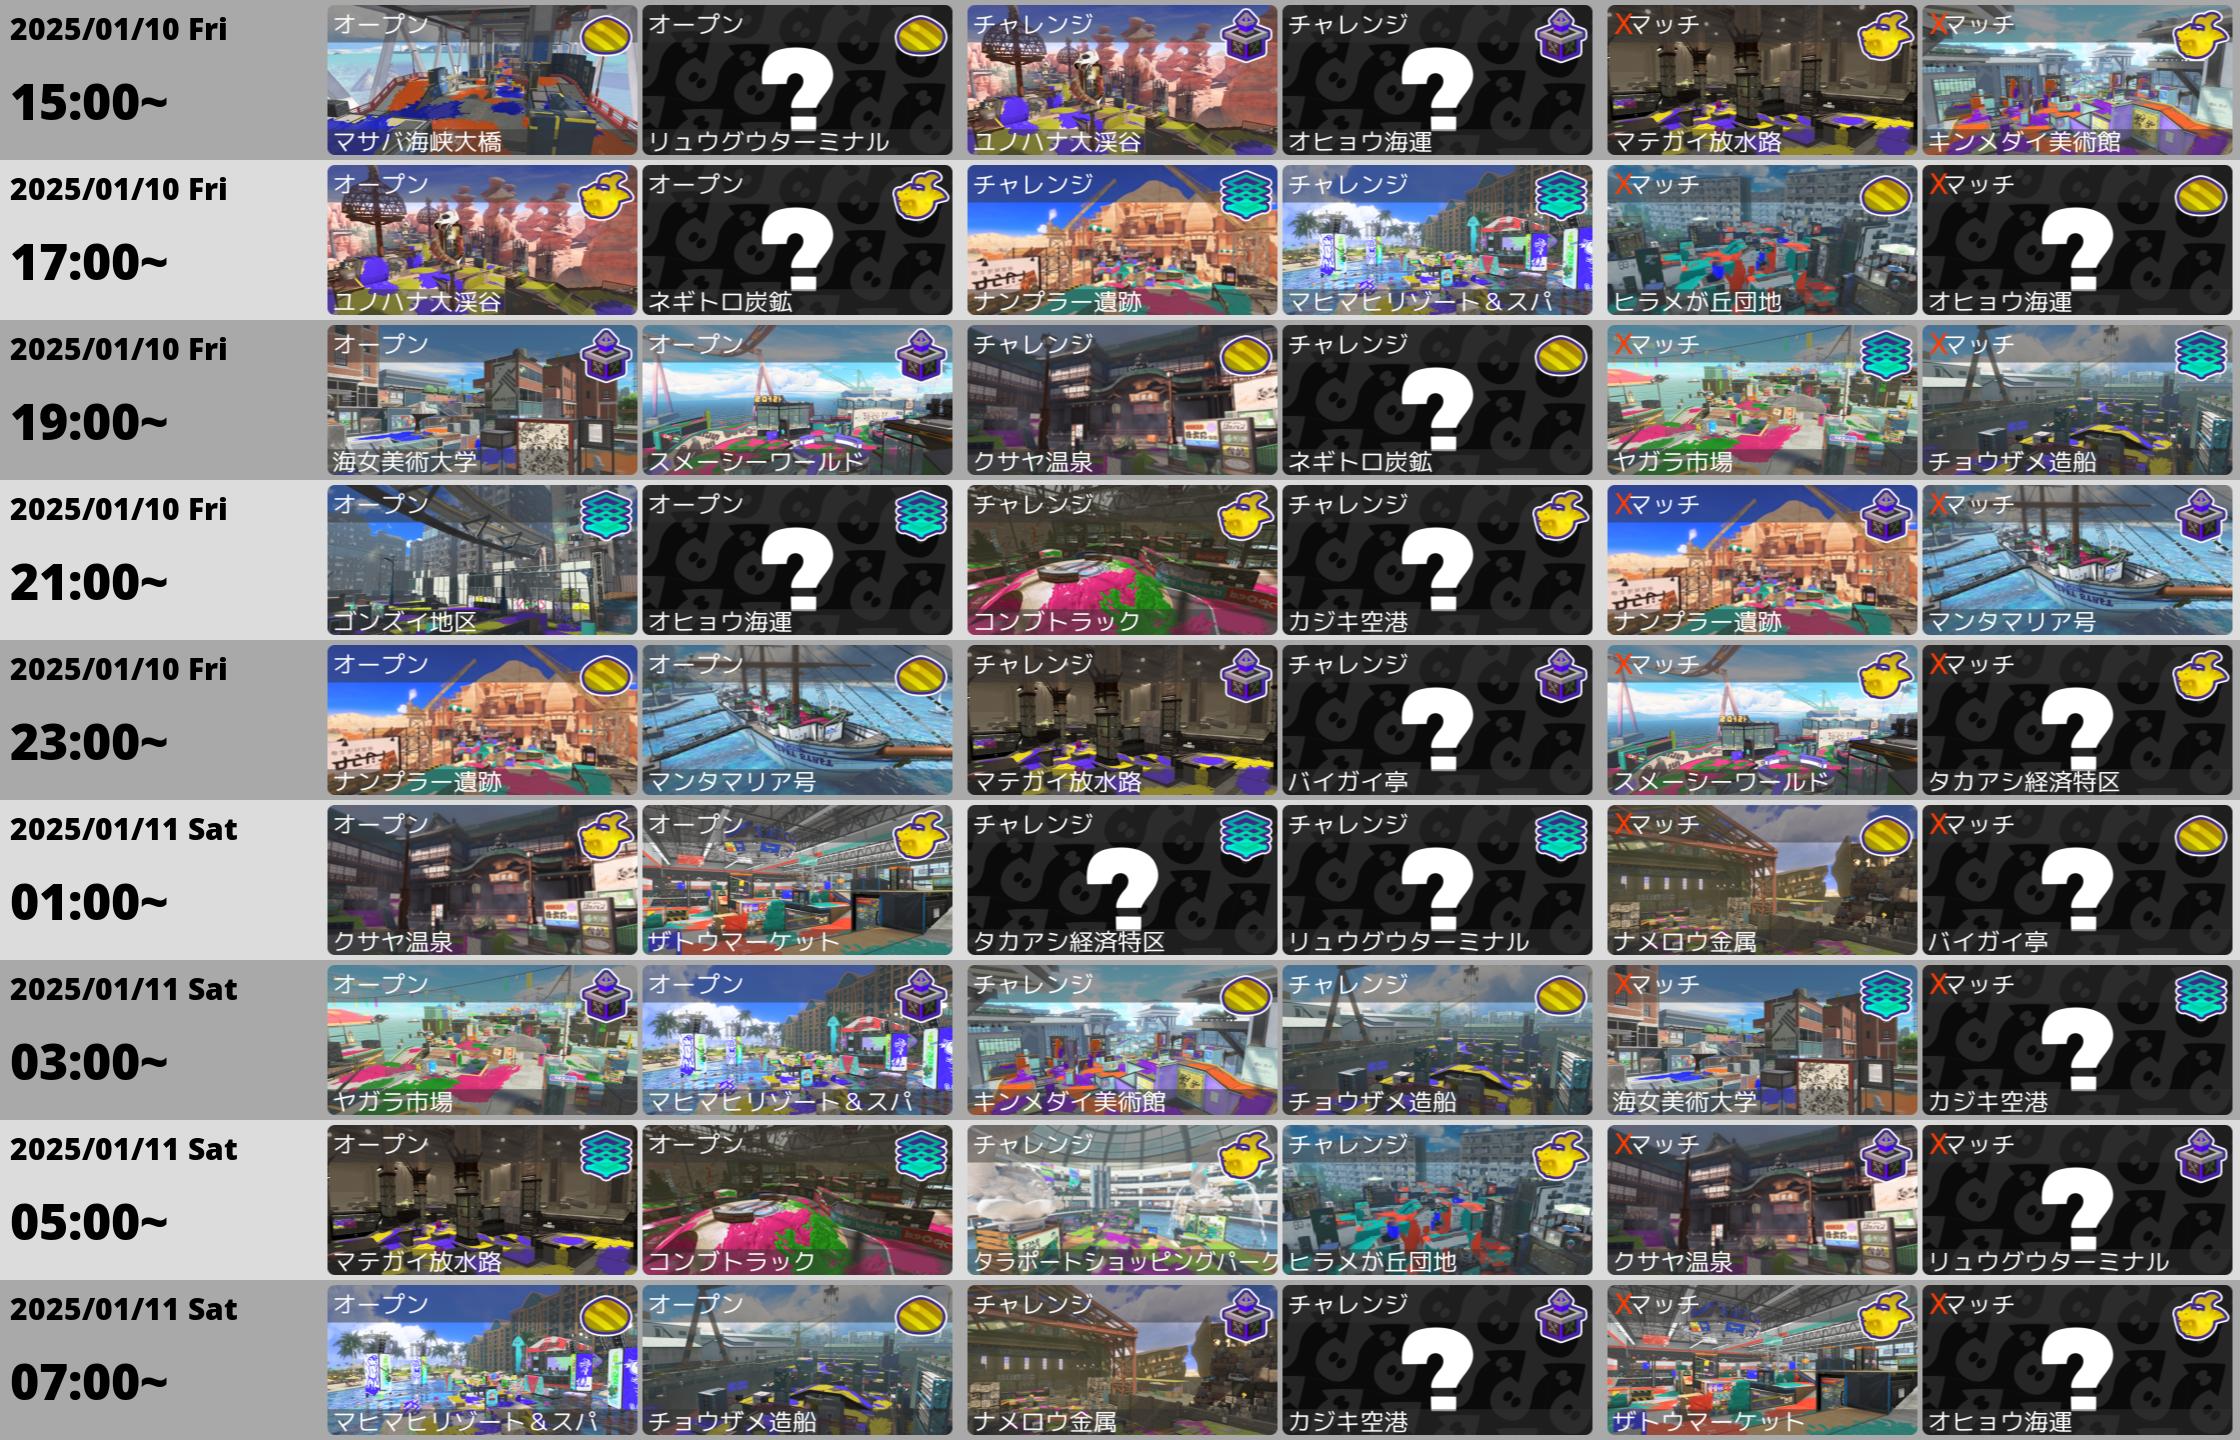 2025/01/10 Fri
15:00~
オープン
マサバ海峡大橋
オープン
リュウグウターミナル
チャレンジ
ユノハナ大渓谷
チャレンジ
オヒョウ海運
Xマッチ
マテガイ放水路
Xマッチ
キンメダイ美術館
2025/01/10 Fri
17:00~
オープン
ユノハナ大渓谷
オープン
ネギトロ炭鉱
チャレンジ
ナンプラー遺跡
チャレンジ
マヒマヒリゾート＆スパ
Xマッチ
ヒラメが丘団地
Xマッチ
オヒョウ海運
2025/01/10 Fri
19:00~
オープン
海女美術大学
オープン
スメーシーワールド
チャレンジ
クサヤ温泉
チャレンジ
ネギトロ炭鉱
Xマッチ
ヤガラ市場
Xマッチ
チョウザメ造船
2025/01/10 Fri
21:00~
オープン
ゴンズイ地区
オープン
オヒョウ海運
チャレンジ
コンブトラック
チャレンジ
カジキ空港
Xマッチ
ナンプラー遺跡
Xマッチ
マンタマリア号
2025/01/10 Fri
23:00~
オープン
ナンプラー遺跡
オープン
マンタマリア号
チャレンジ
マテガイ放水路
チャレンジ
バイガイ亭
Xマッチ
スメーシーワールド
Xマッチ
タカアシ経済特区
2025/01/11 Sat
01:00~
オープン
クサヤ温泉
オープン
ザトウマーケット
チャレンジ
タカアシ経済特区
チャレンジ
リュウグウターミナル
Xマッチ
ナメロウ金属
Xマッチ
バイガイ亭
2025/01/11 Sat
03:00~
オープン
ヤガラ市場
オープン
マヒマヒリゾート＆スパ
チャレンジ
キンメダイ美術館
チャレンジ
チョウザメ造船
Xマッチ
海女美術大学
Xマッチ
カジキ空港
2025/01/11 Sat
05:00~
オープン
マテガイ放水路
オープン
コンブトラック
チャレンジ
タラポートショッピングパーク
チャレンジ
ヒラメが丘団地
Xマッチ
クサヤ温泉
Xマッチ
リュウグウターミナル
2025/01/11 Sat
07:00~
オープン
マヒマヒリゾート＆スパ
オープン
チョウザメ造船
チャレンジ
ナメロウ金属
チャレンジ
カジキ空港
Xマッチ
ザトウマーケット
Xマッチ
オヒョウ海運